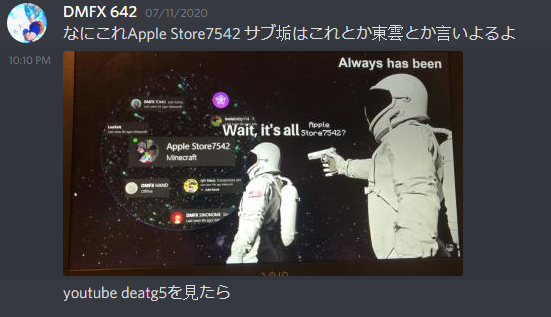 DMFX 642 07/11/2020
なにこれApple Store7542 サブ垢はこれとか東雲とか言いよるよ
10:10 PM
Always has been
DMFX TOMO
Wait, it's all Apple Store7542?
Apple Store7542
Minecraft
DMFX HAND
Offline
DMFX SINONOME
youtube deatg5を見たら